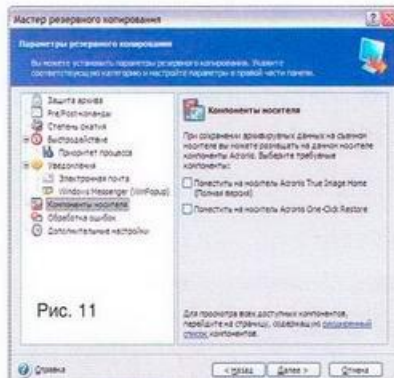 Мастер резервного копирования
Параметры резервного копирования
Вы можете установить параметры резервного копирования. Укажите
соответствующую категорию и настройте параметры в правой части панели.
Защита архива
Pre/Post-команды
Степень сжатия
Быстродействие
Приоритет процесса
Уведомления
Электронная почта
Windows Messenger (WinPopup)
Компоненты носителя
Обработка ошибок
Дополнительные настройки
Рис. 11
Компоненты носителя
При сохранении архивируемых данных на съемном
носителе вы можете размещать на данном носителе
компоненты Acronis. Выберите требуемые
компоненты:
Поместить на носитель Acronis True Image Home
(Полная версия)
Поместить на носитель Acronis One-Click Restore
Для просмотра всех доступных компонентов,
перейдите на страницу, содержащую расширенный
список компонентов.
Справка
< Назад
Далее >
Отмена